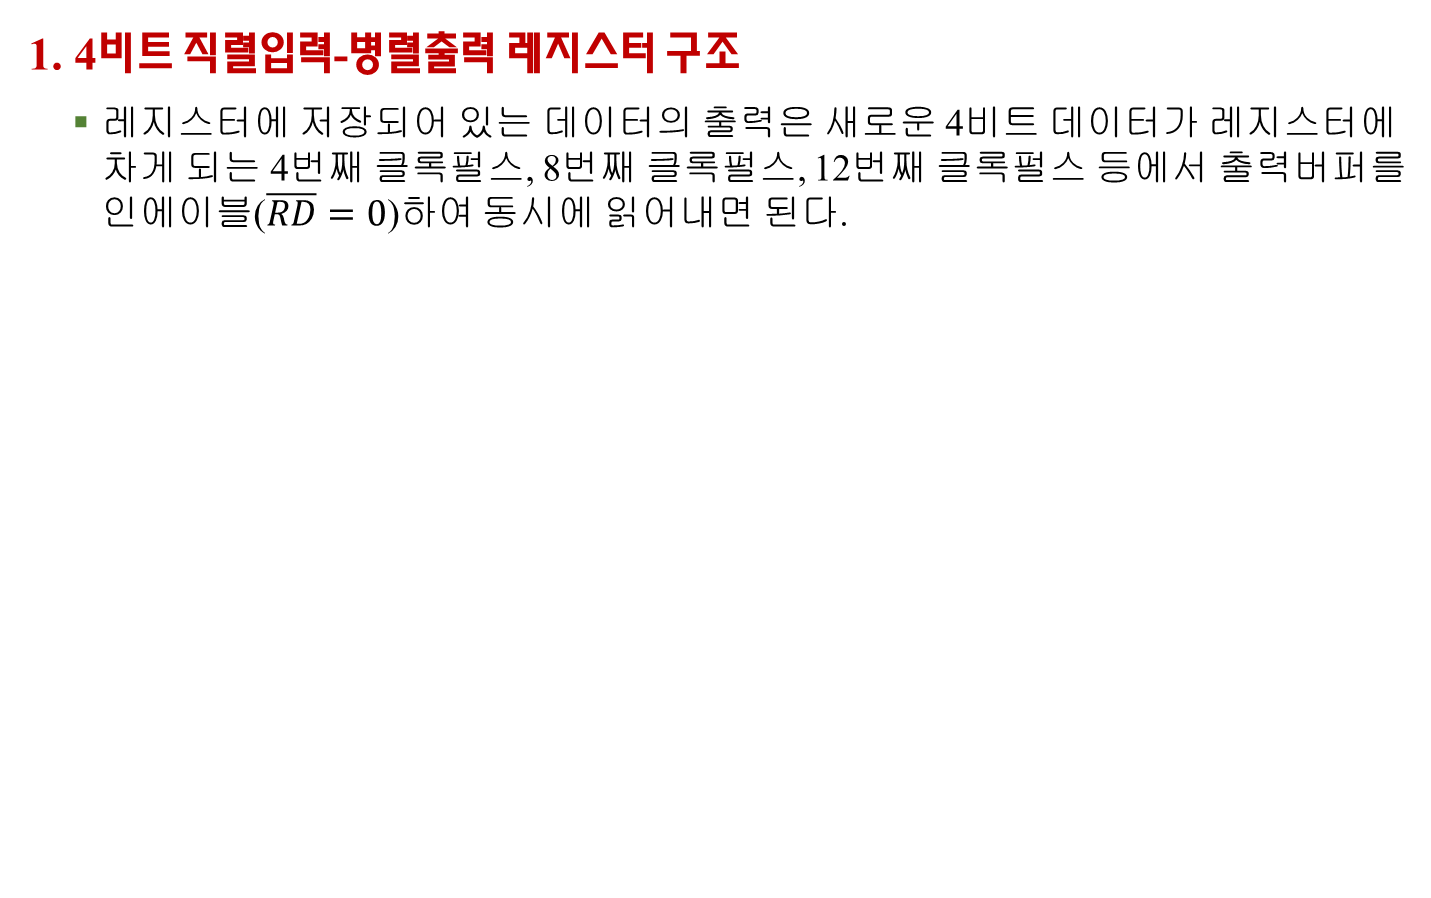 1. 4비트 직렬입력-병렬출력 레지스터 구조
▪ 레지스터에 저장되어 있는 데이터의 출력은 새로운 4비트 데이터가 레지스터에
차게 되는 4번째 클록펄스, 8번째 클록펄스, 12번째 클록펄스 등에서 출력버퍼를
인에이블($\overline{RD}$ = 0)하여 동시에 읽어내면 된다.